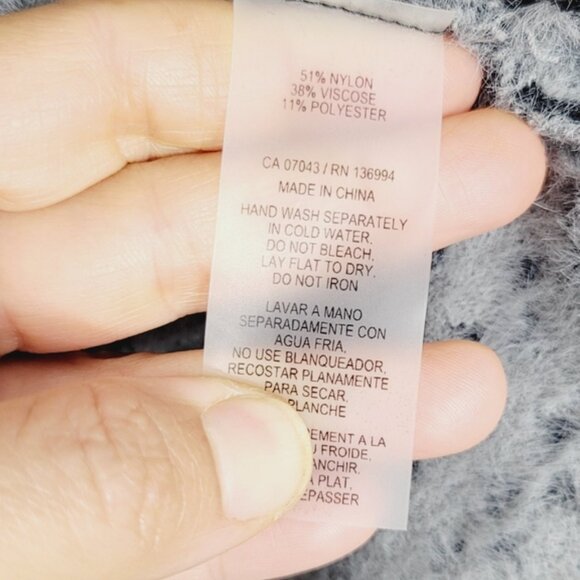 51% NYLON
38% VISCOSE
11% POLYESTER
CA 07043 / RN 136994
MADE IN CHINA
HAND WASH SEPARATELY
IN COLD WATER.
DO NOT BLEACH.
LAY FLAT TO DRY.
DO NOT IRON
LAVAR A MANO
SEPARADAMENTE CON
AGUA FRIA.
NO USE BLANQUEADOR.
RECOSTAR PLANAMENTE
PARA SECAR.
PLANCHE
A LA
FROIDE.
PLAT.